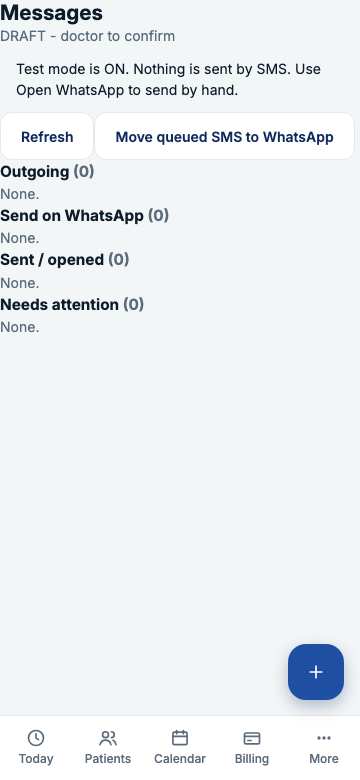 Messages
DRAFT - doctor to confirm
Test mode is ON. Nothing is sent by SMS. Use
Open WhatsApp to send by hand.
Refresh
Move queued SMS to WhatsApp
Outgoing (0)
None.
Send on WhatsApp (0)
None.
Sent / opened (0)
None.
Needs attention (0)
None.
+
Today
Patients
Calendar
Billing
More